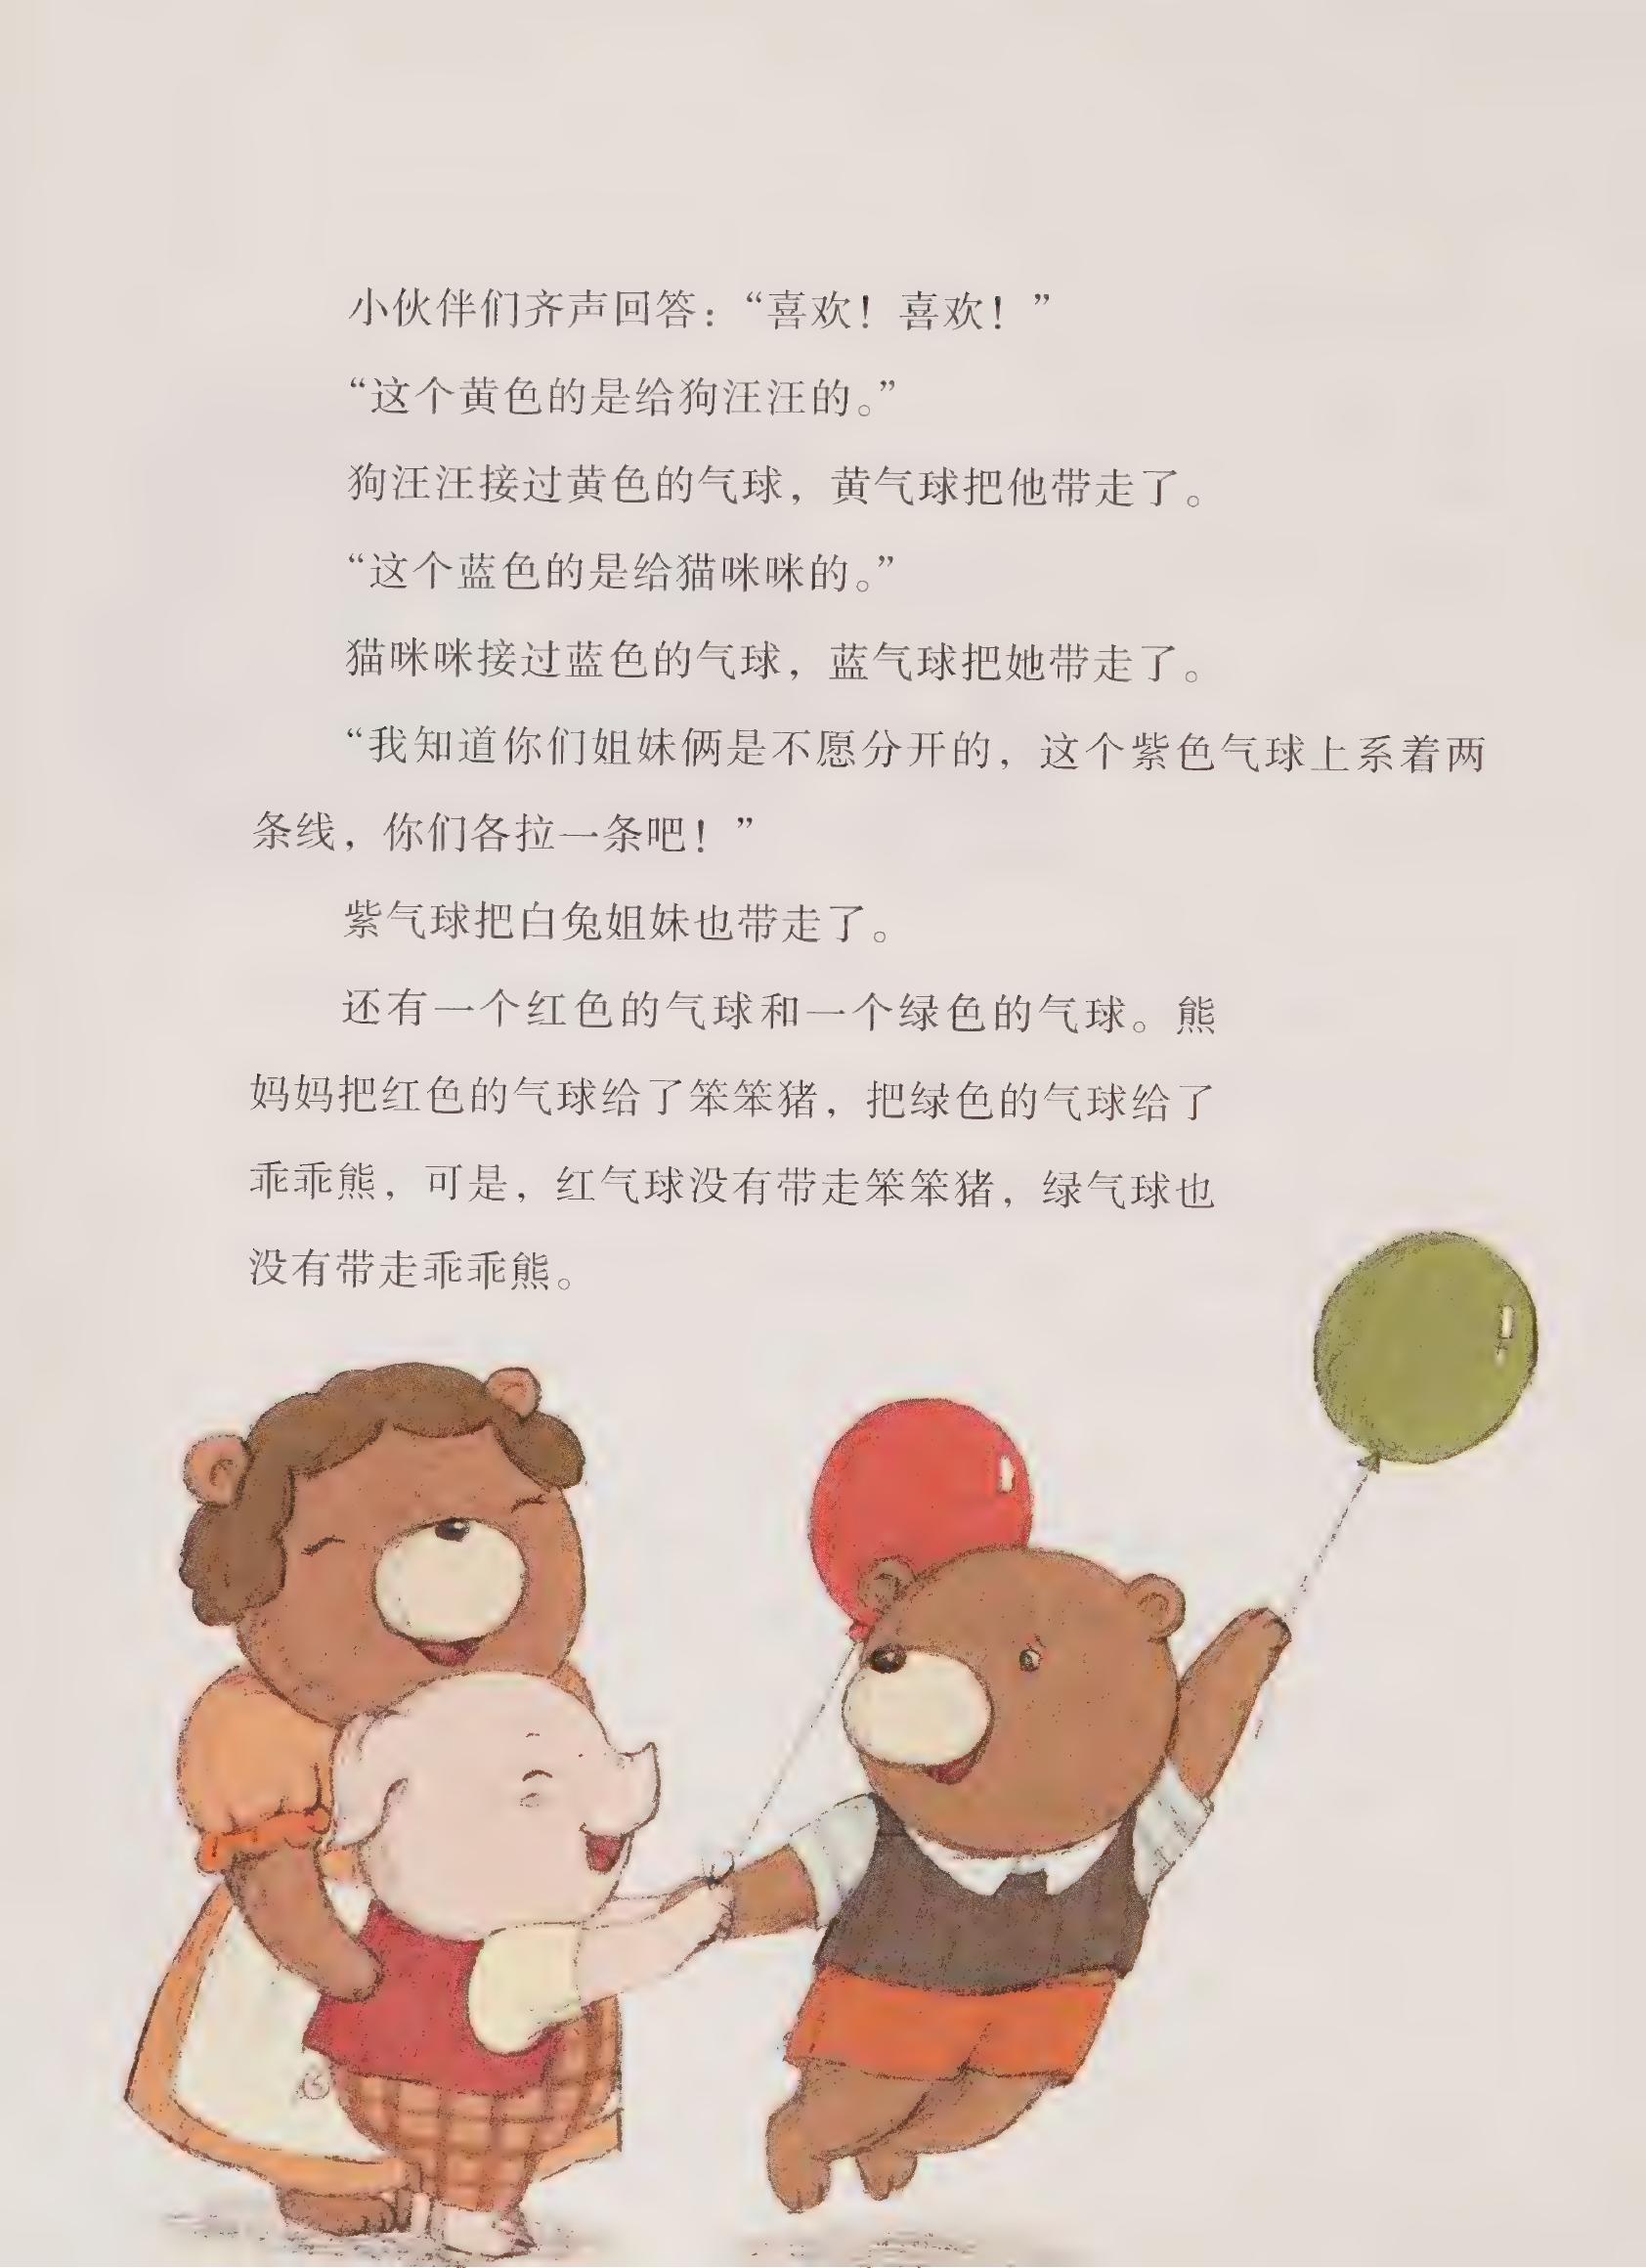 小伙伴们齐声回答：“喜欢！喜欢！”
“这个黄色的是给狗汪汪的。”
狗汪汪接过黄色的气球，黄气球把他带走了。
“这个蓝色的是给猫咪咪的。”
猫咪咪接过蓝色的气球，蓝气球把她带走了。
“我知道你们姐妹俩是不愿分开的，这个紫色气球上系着两
条线，你们各拉一条吧！”
紫气球把白兔姐妹也带走了。
还有一个红色的气球和一个绿色的气球。熊
妈妈把红色的气球给了笨笨猪，把绿色的气球给了
乖乖熊，可是，红气球没有带走笨笨猪，绿气球也
没有带走乖乖熊。